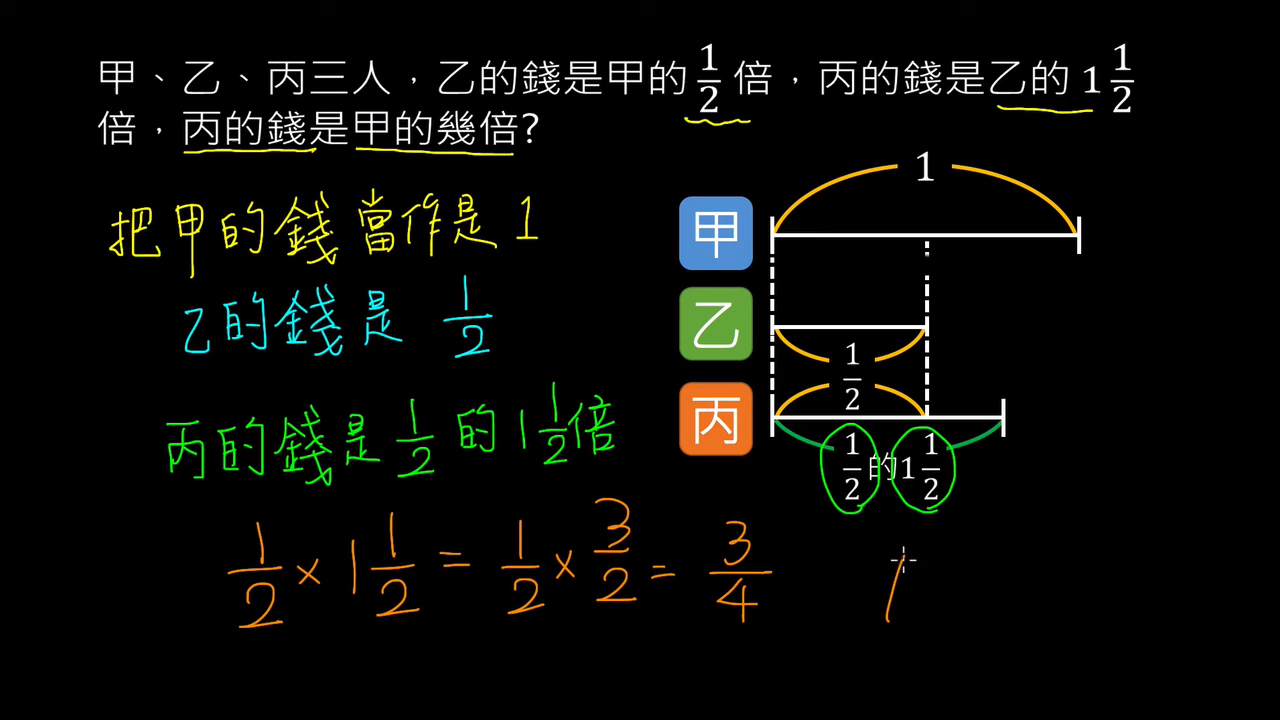 甲、乙、丙三人，乙的錢是甲的 1/2 倍，丙的錢是乙的 1 1/2
倍，丙的錢是甲的幾倍?
把甲的錢當作是 1
乙的錢是 1/2
丙的錢是 1/2 的 1 1/2 倍
1/2 × 1 1/2 = 1/2 × 3/2 = 3/4
1
甲
乙
1/2
丙
1/2 的 1 1/2